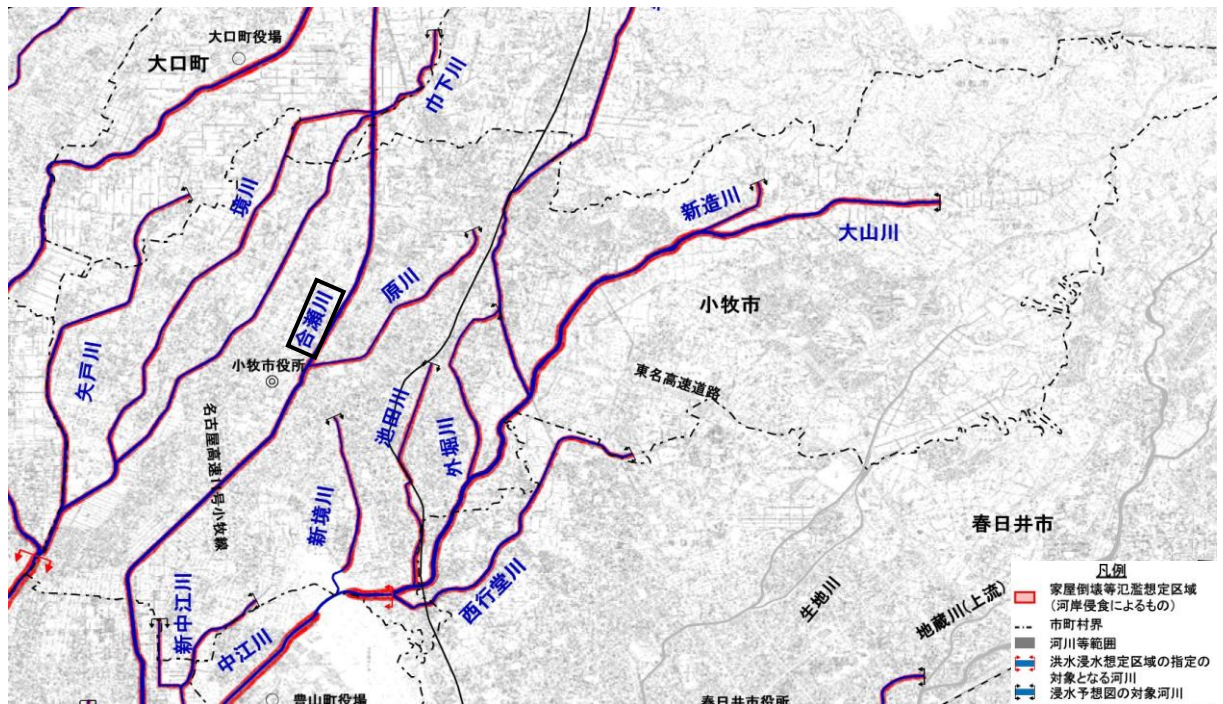 大口町役場
大口町
巾下川
境川
新造川
大山川
原川
合瀬川
小牧市
小牧市役所
矢戸川
東名高速道路
池田川
外堀川
名古屋高速11号小牧線
新境川
春日井市
西行堂川
生地川
地蔵川(上流)
新中江川
中江川
豊山町役場
春日井市役所
凡例
家屋倒壊等氾濫想定区域
(河岸侵食によるもの)
市町村界
河川等範囲
洪水浸水想定区域の指定の
対象となる河川
浸水予想図の対象河川